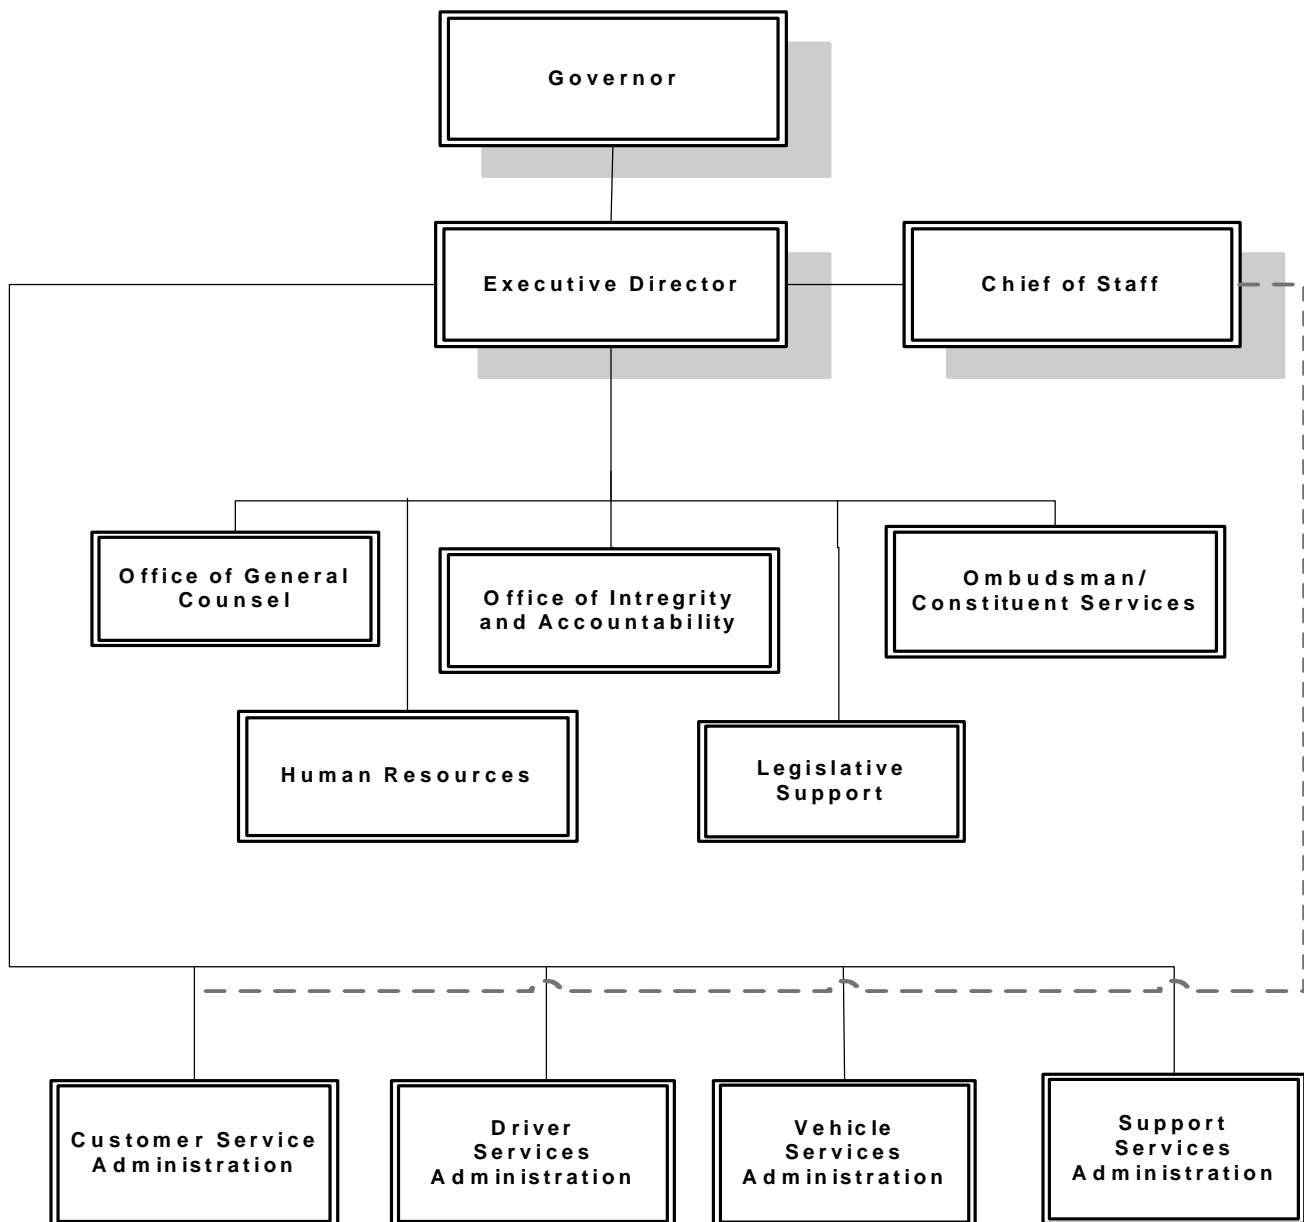 Governor
Executive Director
Chief of Staff
Office of General
Counsel
Office of Intregrity
and Accountability
Ombudsman/
Constituent Services
Human Resources
Legislative
Support
Customer Service
Administration
Driver
Services
Administration
Vehicle
Services
Administration
Support
Services
Administration